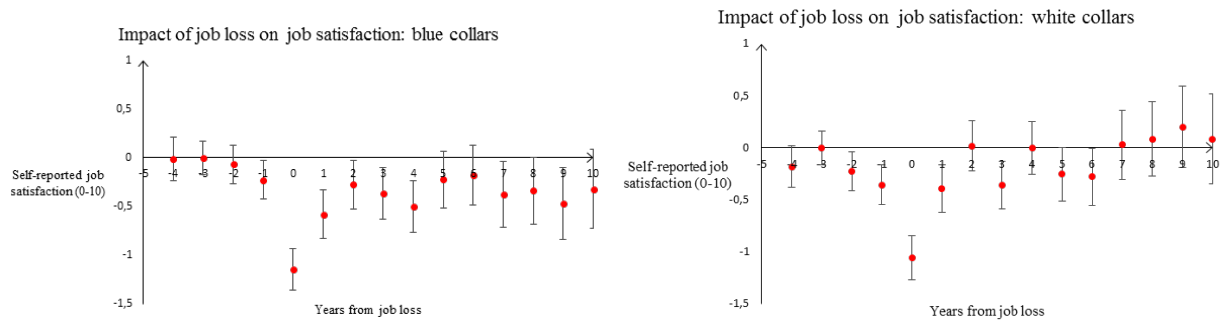 Impact of job loss on job satisfaction: blue collars
1
0,5
0
-0,5
-1
-1,5
-5 -4 -3 -2 -1 0 1 2 3 4 5 6 7 8 9 10
Self-reported job
satisfaction (0-10)
Years from job loss
Impact of job loss on job satisfaction: white collars
1
0,5
0
-0,5
-1
-1,5
-5 -4 -3 -2 -1 0 1 2 3 4 5 6 7 8 9 10
Self-reported job
satisfaction (0-10)
Years from job loss